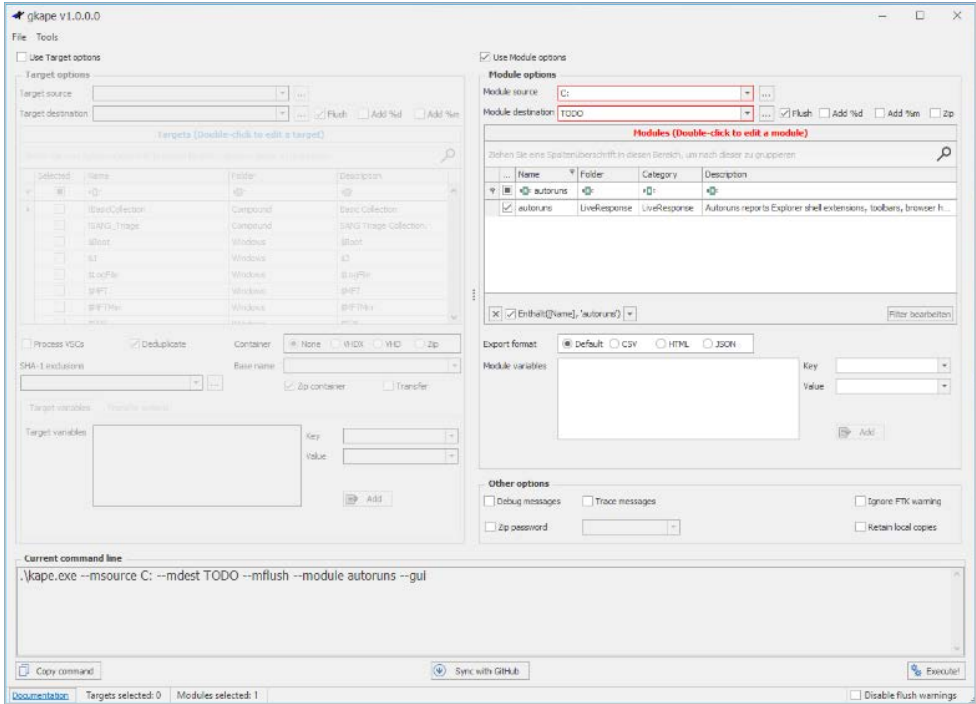 gkape v1.0.0.0
File Tools
Use Target options
Target options
Target source
Target destination
Flush Add %d Add %m
Targets (Double-click to edit a target)
Selected Name Folder Description
!BasicCollection Compound Basic Collection
!SANS_Triage Compound SANS Triage Collection.
$Boot Windows $Boot
$J Windows $J
$LogFile Windows $LogFile
$MFT Windows $MFT
$MFTMirr Windows $MFTMirr
Process VSCs Deduplicate Container None VHDX VHD Zip
SHA-1 exclusions Base name
Zip container Transfer
Target variables Transfer options
Target variables
Key
Value
Add
Use Module options
Module options
Module source C:
Module destination TODO
Flush Add %d Add %m Zip
Modules (Double-click to edit a module)
Ziehen Sie eine Spaltenüberschrift in diesen Bereich, um nach dieser zu gruppieren
... Name Folder Category Description
autoruns
autoruns LiveResponse LiveResponse Autoruns reports Explorer shell extensions, toolbars, browser h...
Enthält([Name], 'autoruns') Filter bearbeiten
Export format Default CSV HTML JSON
Module variables
Key
Value
Add
Other options
Debug messages Trace messages Ignore FTK warning
Zip password Retain local copies
Current command line
.\kape.exe --msource C: --mdest TODO --mflush --module autoruns --gui
Copy command Sync with GitHub Execute!
Documentation Targets selected: 0 Modules selected: 1 Disable flush warnings